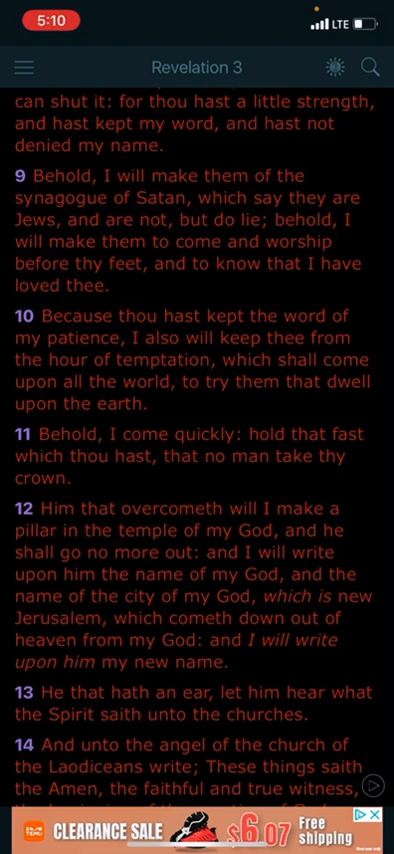 5:10
LTE
Revelation 3
can shut it: for thou hast a little strength,
and hast kept my word, and hast not
denied my name.
9 Behold, I will make them of the
synagogue of Satan, which say they are
Jews, and are not, but do lie; behold, I
will make them to come and worship
before thy feet, and to know that I have
loved thee.
10 Because thou hast kept the word of
my patience, I also will keep thee from
the hour of temptation, which shall come
upon all the world, to try them that dwell
upon the earth.
11 Behold, I come quickly: hold that fast
which thou hast, that no man take thy
crown.
12 Him that overcometh will I make a
pillar in the temple of my God, and he
shall go no more out: and I will write
upon him the name of my God, and the
name of the city of my God, which is new
Jerusalem, which cometh down out of
heaven from my God: and I will write
upon him my new name.
13 He that hath an ear, let him hear what
the Spirit saith unto the churches.
14 And unto the angel of the church of
the Laodiceans write; These things saith
the Amen, the faithful and true witness,
TEMU
CLEARANCE SALE
$6.07
Free
shipping